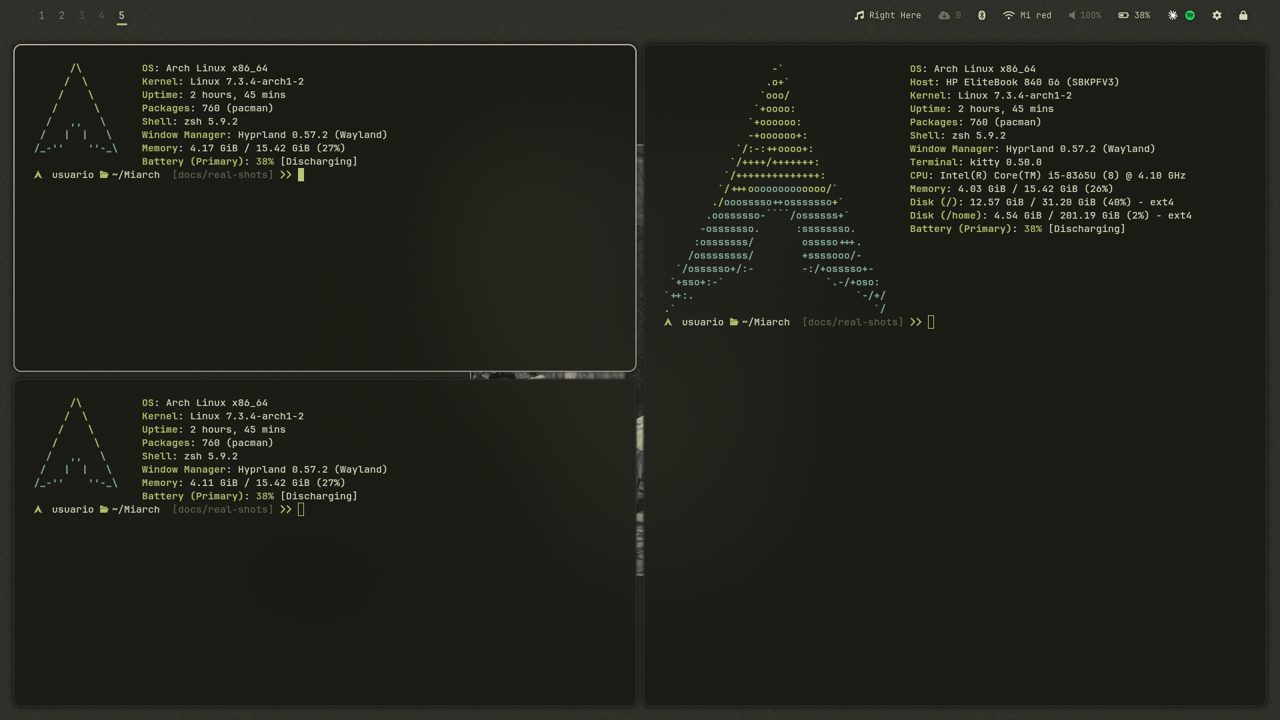 1 2 3 4 5
Right Here 0 Mi red 100% 38%
OS: Arch Linux x86_64
Kernel: Linux 7.3.4-arch1-2
Uptime: 2 hours, 45 mins
Packages: 760 (pacman)
Shell: zsh 5.9.2
Window Manager: Hyprland 0.57.2 (Wayland)
Memory: 4.17 GiB / 15.42 GiB (27%)
Battery (Primary): 38% [Discharging]
usuario ~/Miarch [docs/real-shots] >>
OS: Arch Linux x86_64
Kernel: Linux 7.3.4-arch1-2
Uptime: 2 hours, 45 mins
Packages: 760 (pacman)
Shell: zsh 5.9.2
Window Manager: Hyprland 0.57.2 (Wayland)
Memory: 4.11 GiB / 15.42 GiB (27%)
Battery (Primary): 38% [Discharging]
usuario ~/Miarch [docs/real-shots] >>
OS: Arch Linux x86_64
Host: HP EliteBook 840 G6 (SBKPFV3)
Kernel: Linux 7.3.4-arch1-2
Uptime: 2 hours, 45 mins
Packages: 760 (pacman)
Shell: zsh 5.9.2
Window Manager: Hyprland 0.57.2 (Wayland)
Terminal: kitty 0.50.0
CPU: Intel(R) Core(TM) i5-8365U (8) @ 4.10 GHz
Memory: 4.03 GiB / 15.42 GiB (26%)
Disk (/): 12.57 GiB / 31.20 GiB (40%) - ext4
Disk (/home): 4.54 GiB / 201.19 GiB (2%) - ext4
Battery (Primary): 38% [Discharging]
usuario ~/Miarch [docs/real-shots] >>